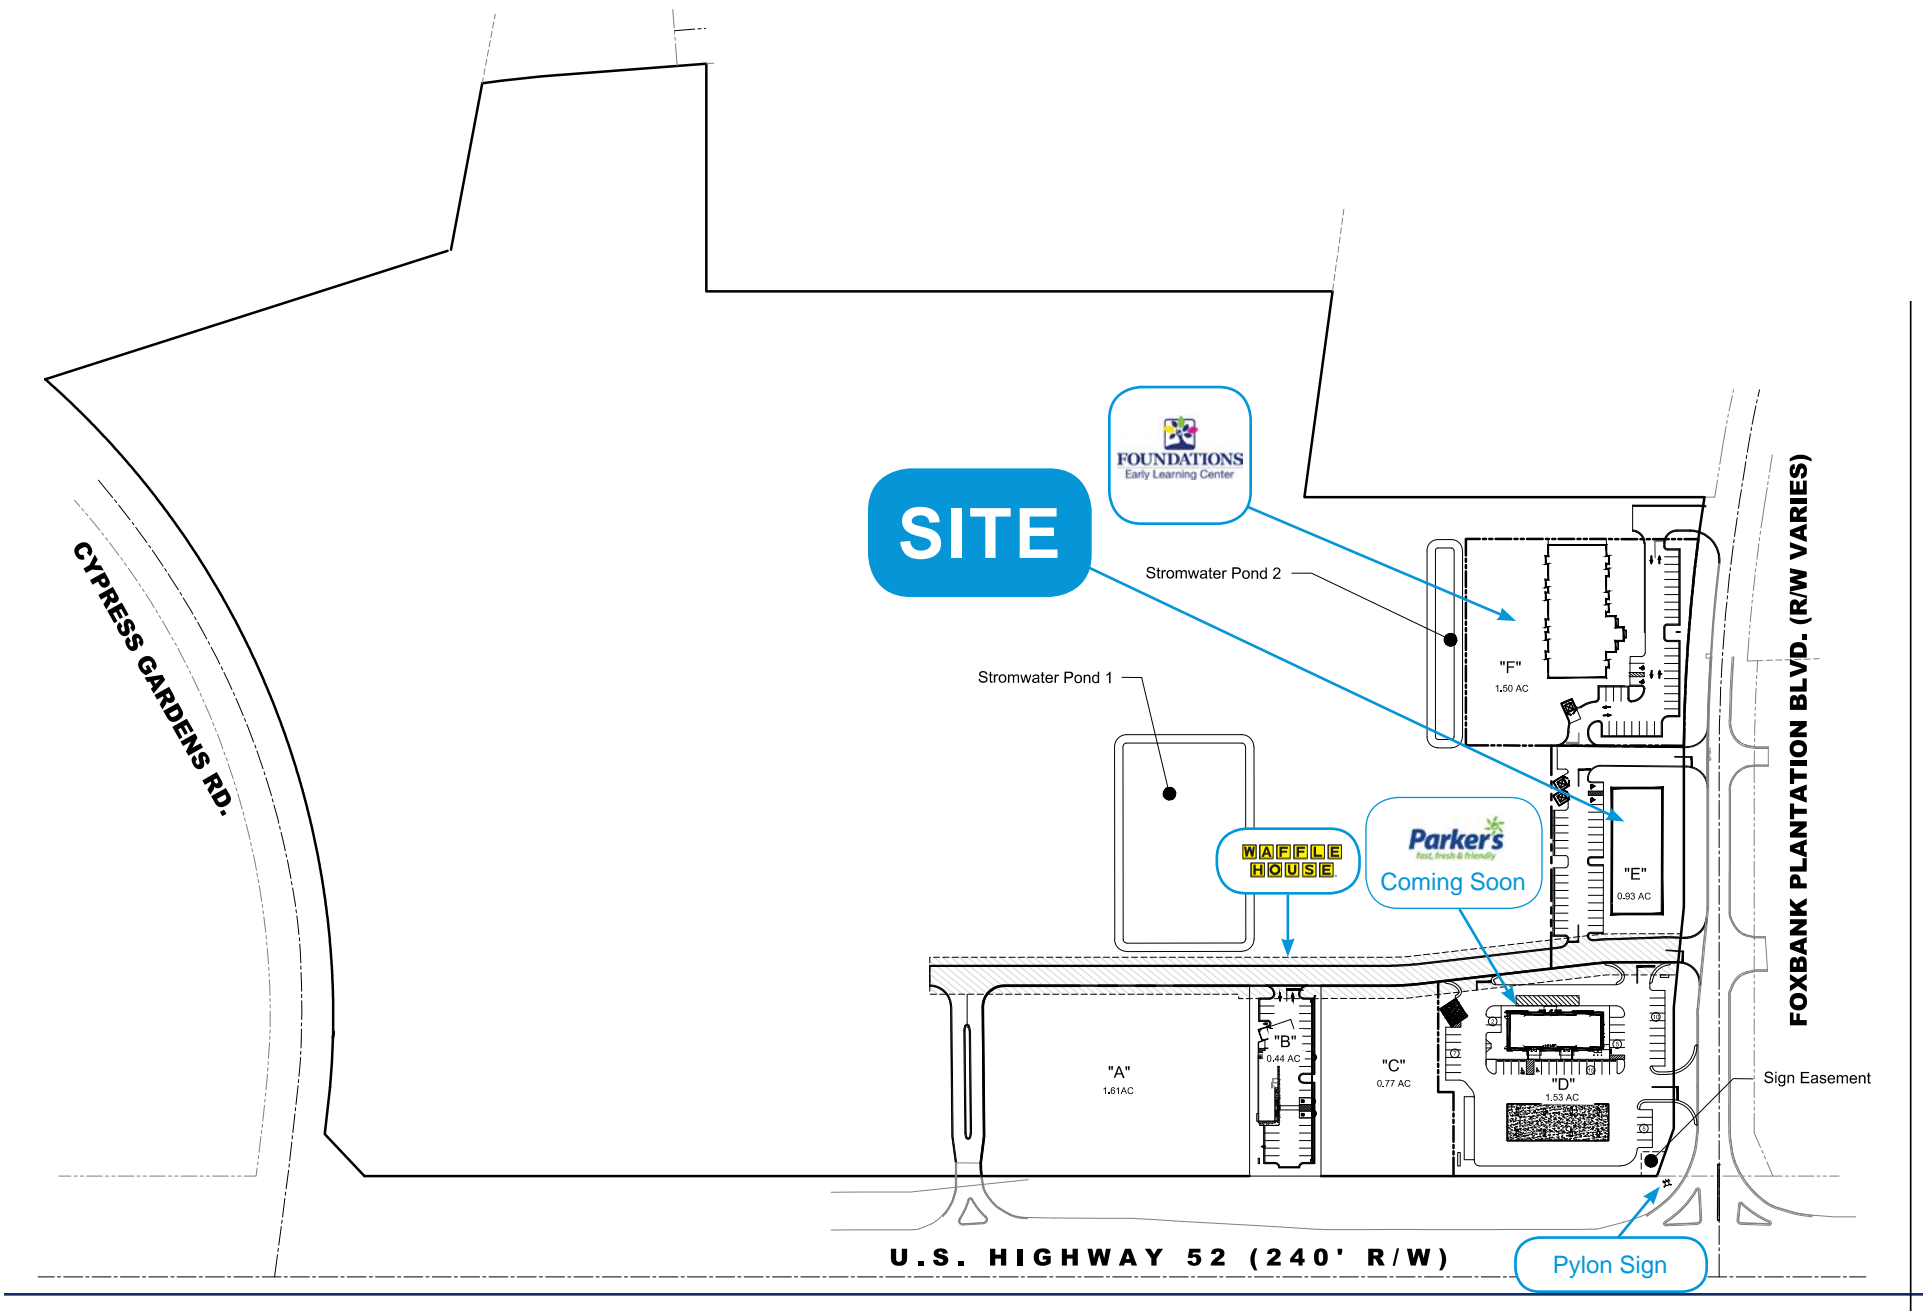 FOUNDATIONS
Early Learning Center
SITE
Stromwater Pond 2
Stromwater Pond 1
"F"
1.50 AC
CYPRESS GARDENS RD.
FOXBANK PLANTATION BLVD. (R/W VARIES)
WAFFLE
HOUSE
Parker's
fast, fresh & friendly
Coming Soon
"E"
0.93 AC
"A"
1.61AC
"B"
0.44 AC
"C"
0.77 AC
"D"
1.53 AC
Sign Easement
U.S. HIGHWAY 52 (240' R/W)
Pylon Sign